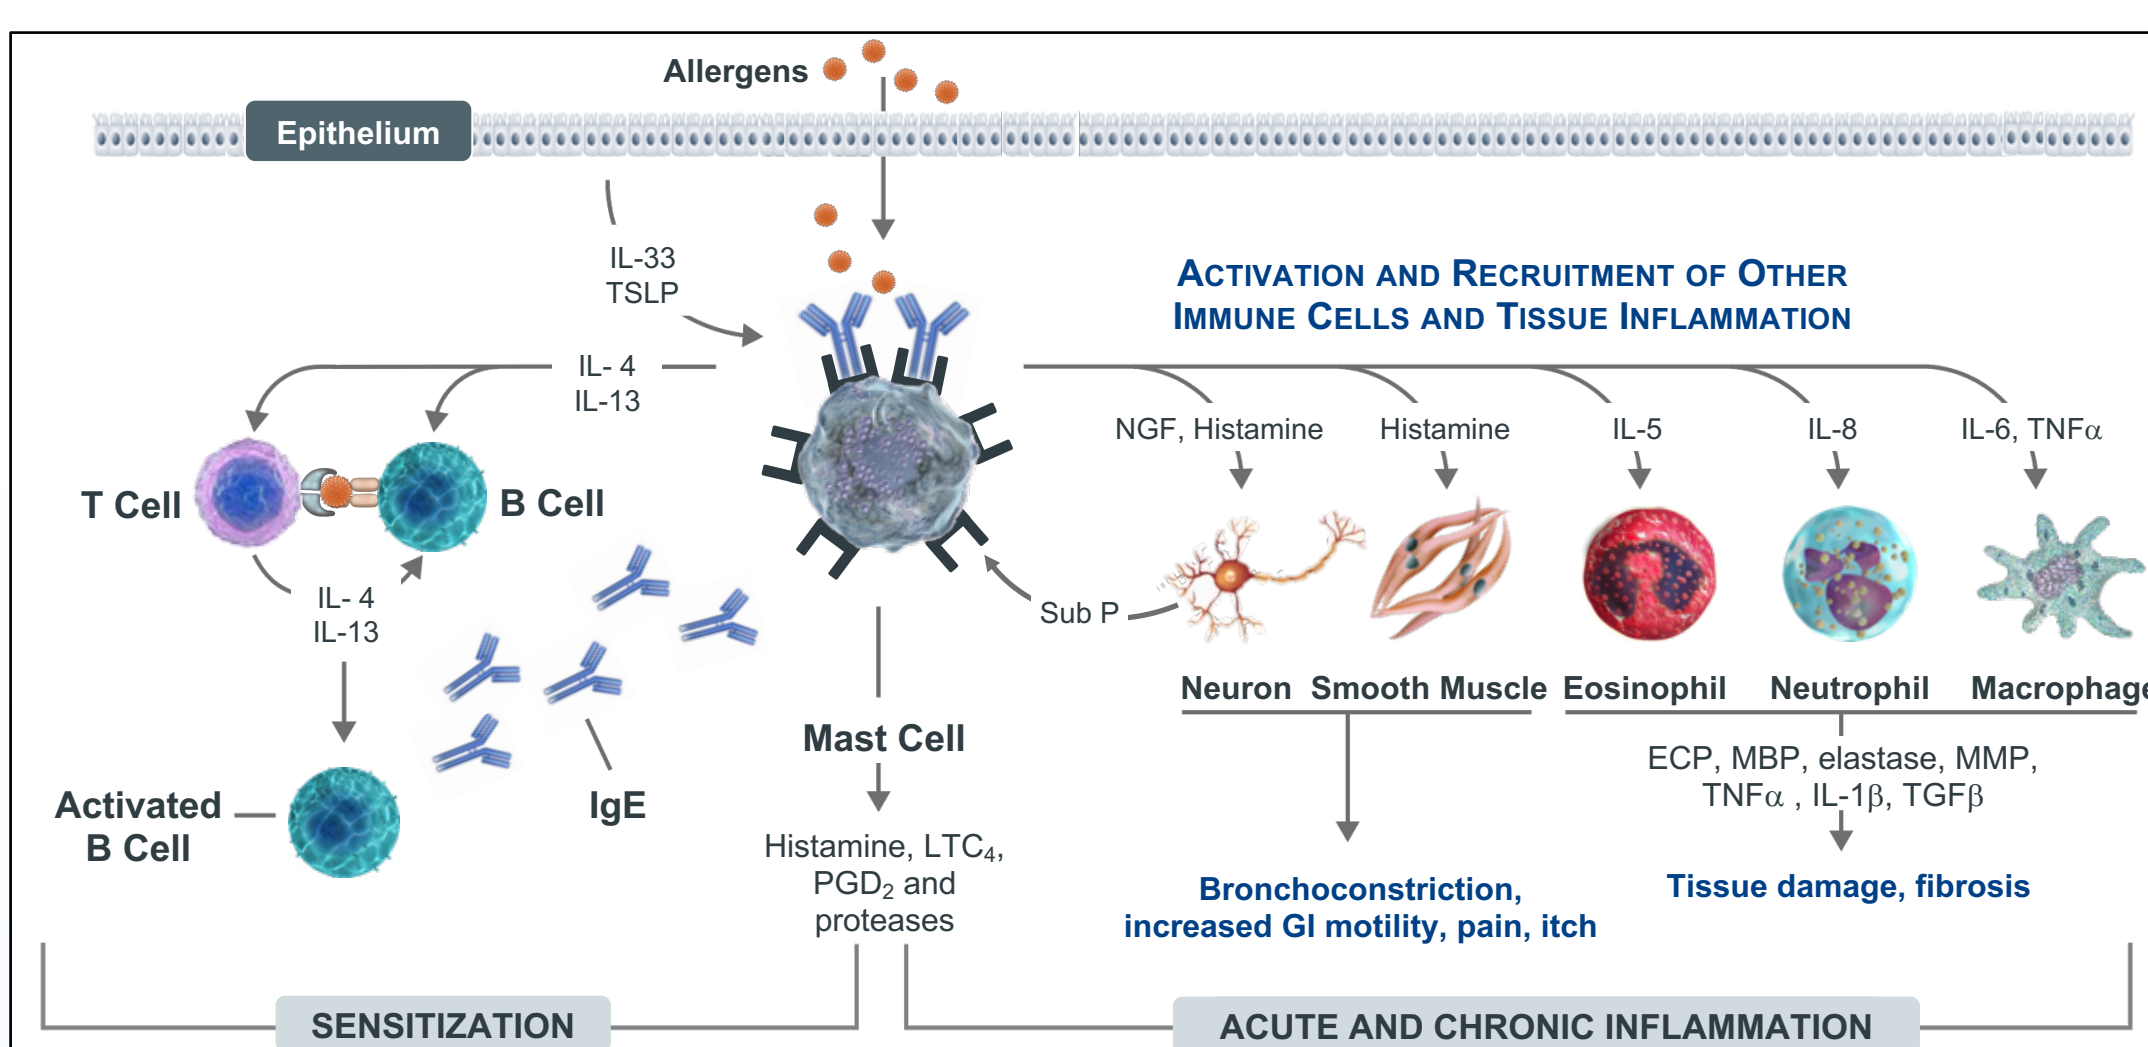 Allergens
Epithelium
IL-33
TSLP
ACTIVATION AND RECRUITMENT OF OTHER
IMMUNE CELLS AND TISSUE INFLAMMATION
IL- 4
IL-13
NGF, Histamine
Histamine
IL-5
IL-8
IL-6, TNFα
T Cell
B Cell
IL- 4
IL-13
Sub P
Neuron
Smooth Muscle
Eosinophil
Neutrophil
Macrophage
Mast Cell
ECP, MBP, elastase, MMP,
TNFα , IL-1β, TGFβ
Activated
B Cell
IgE
Histamine, LTC₄,
PGD₂ and
proteases
Bronchoconstriction,
increased GI motility, pain, itch
Tissue damage, fibrosis
SENSITIZATION
ACUTE AND CHRONIC INFLAMMATION